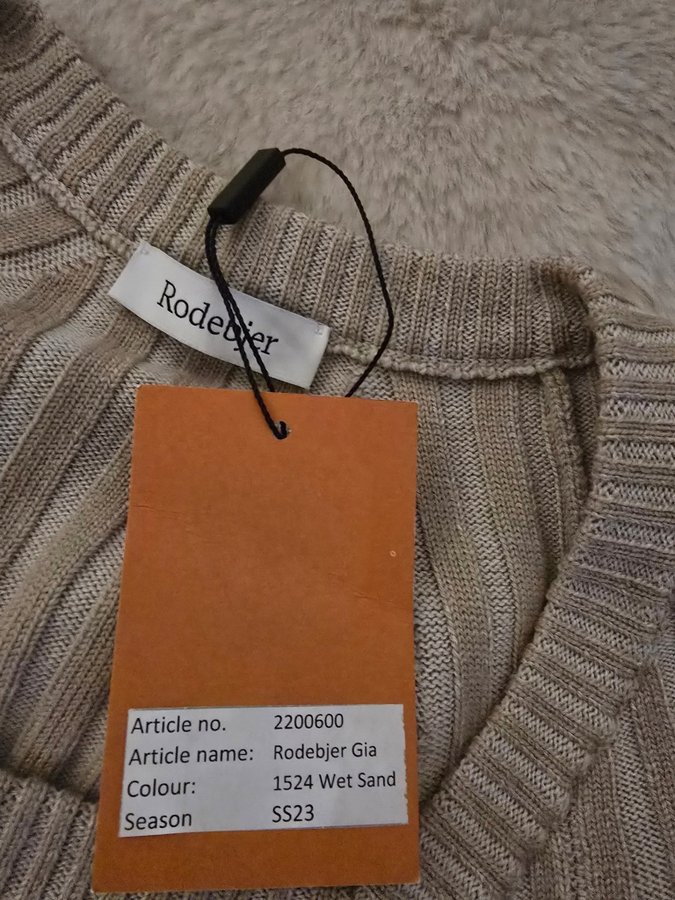 Rodebjer
Article no. 2200600
Article name: Rodebjer Gia
Colour: 1524 Wet Sand
Season SS23